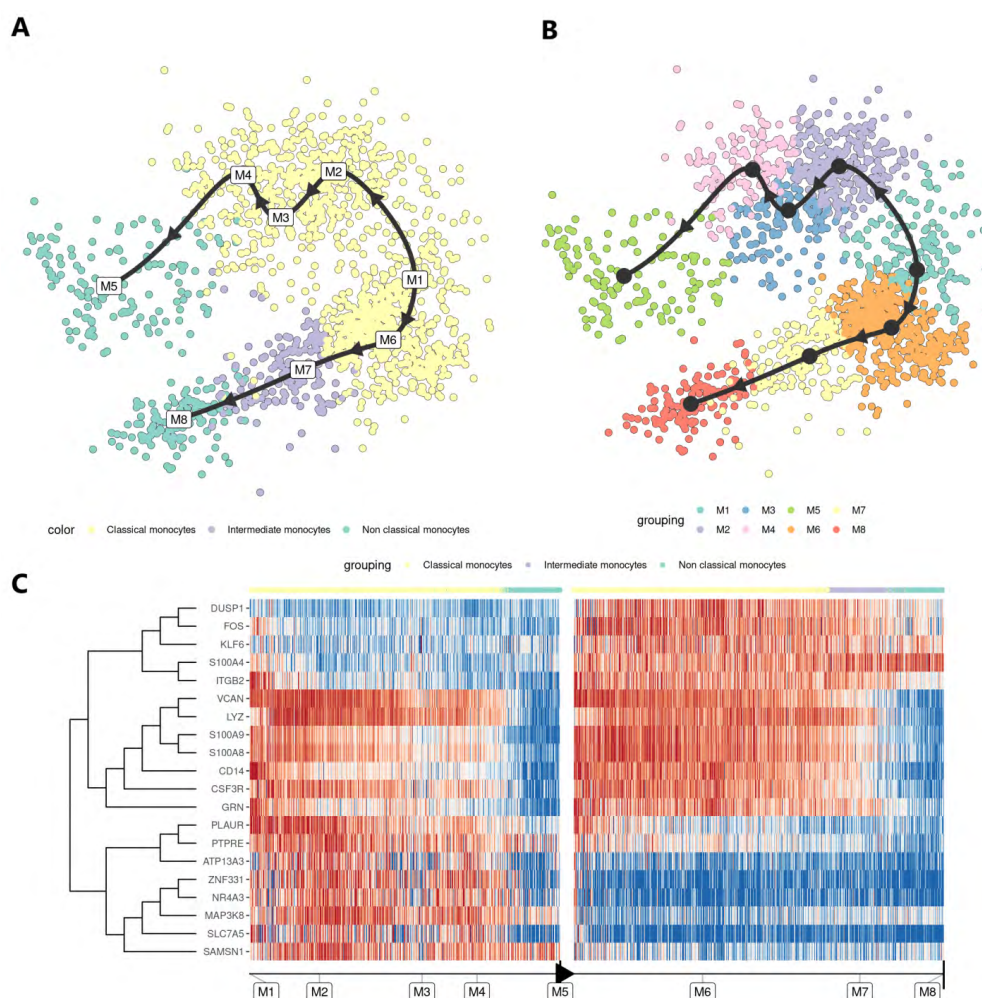 A
B
M4
M2
M3
M5
M1
M6
M7
M8
color Classical monocytes Intermediate monocytes Non classical monocytes
grouping M1 M3 M5 M7
M2 M4 M6 M8
C
grouping Classical monocytes Intermediate monocytes Non classical monocytes
DUSP1
FOS
KLF6
S100A4
ITGB2
VCAN
LYZ
S100A9
S100A8
CD14
CSF3R
GRN
PLAUR
PTPRE
ATP13A3
ZNF331
NR4A3
MAP3K8
SLC7A5
SAMSN1
M1 M2 M3 M4 M5 M6 M7 M8